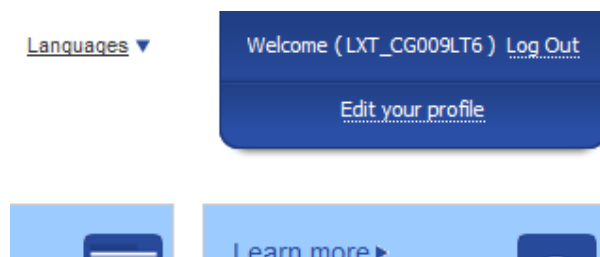 Languages ▼
Welcome ( LXT_CG009LT6 ) Log Out
Edit your profile
Learn more ▸